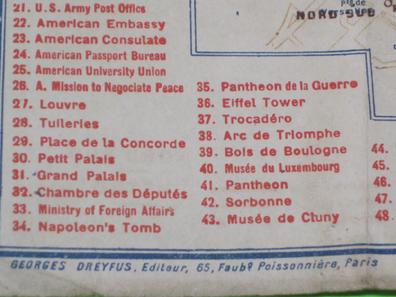 21. U.S. Army Post Office
22. American Embassy
23. American Consulate
24. American Passport Bureau
25. American University Union
26. A. Mission to Negociate Peace
27. Louvre
28. Tuileries
29. Place de la Concorde
30. Petit Palais
31. Grand Palais
32. Chambre des Députés
33. Ministry of Foreign Affairs
34. Napoleon's Tomb
35. Pantheon de la Guerre
36. Eiffel Tower
37. Trocadéro
38. Arc de Triomphe
39. Bois de Boulogne
40. Musée du Luxembourg
41. Pantheon
42. Sorbonne
43. Musée de Cluny
44.
45.
46.
47.
48.
NORD-SUD
GEORGES DREYFUS, Editeur, 65, Faubg Poissonnière, Paris